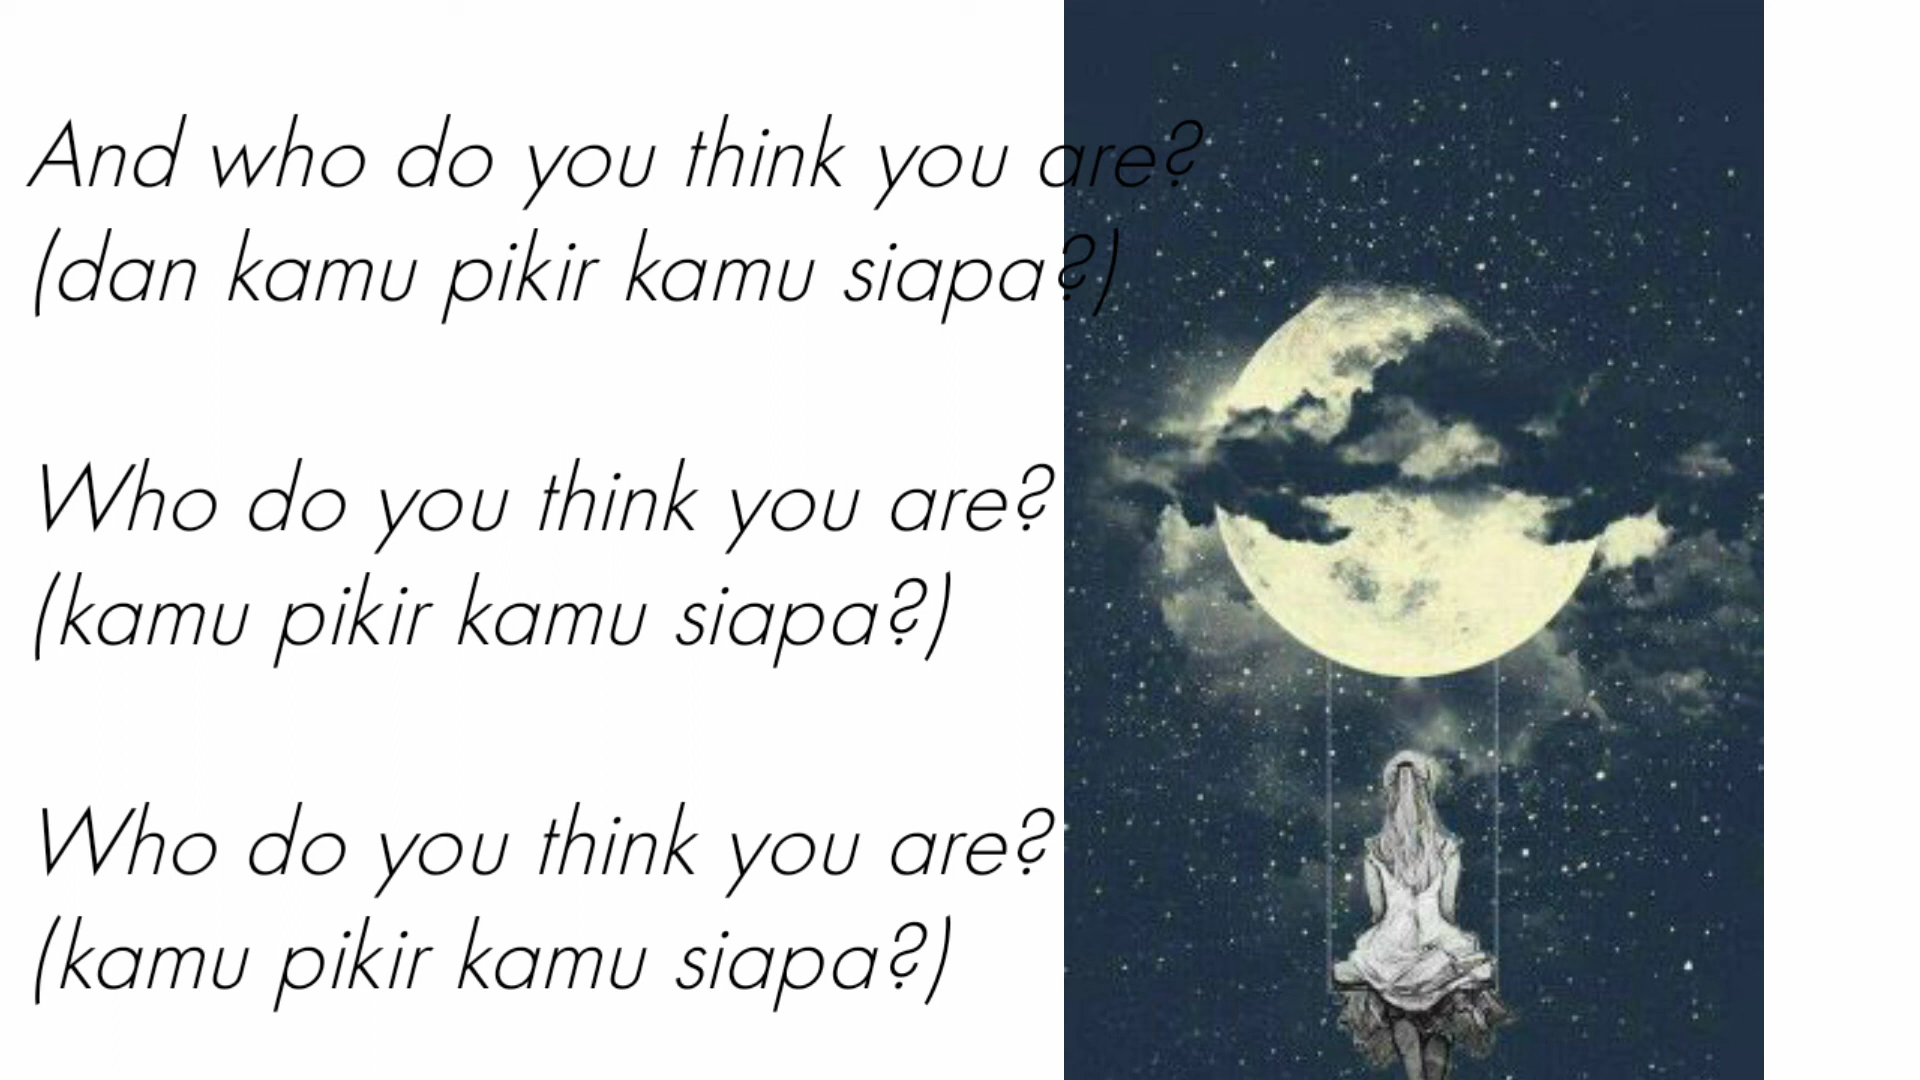 And who do you think you are?
(dan kamu pikir kamu siapa?)
Who do you think you are?
(kamu pikir kamu siapa?)
Who do you think you are?
(kamu pikir kamu siapa?)